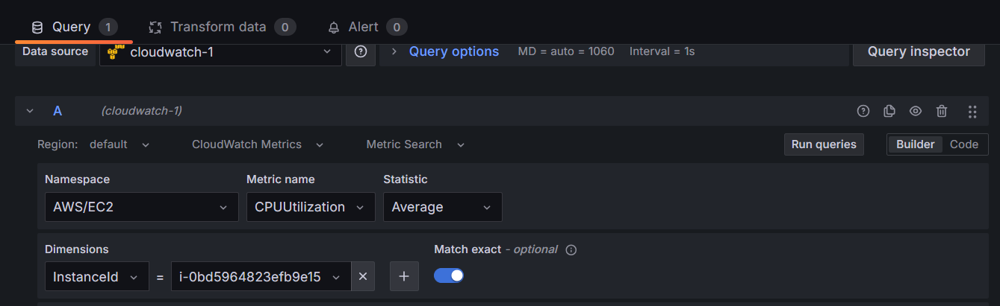 Query 1 Transform data 0 Alert 0
Data source cloudwatch-1 Query options MD = auto = 1060 Interval = 1s Query inspector
A (cloudwatch-1)
Region: default CloudWatch Metrics Metric Search Run queries Builder Code
Namespace Metric name Statistic
AWS/EC2 CPUUtilization Average
Dimensions Match exact - optional
InstanceId = i-0bd5964823efb9e15